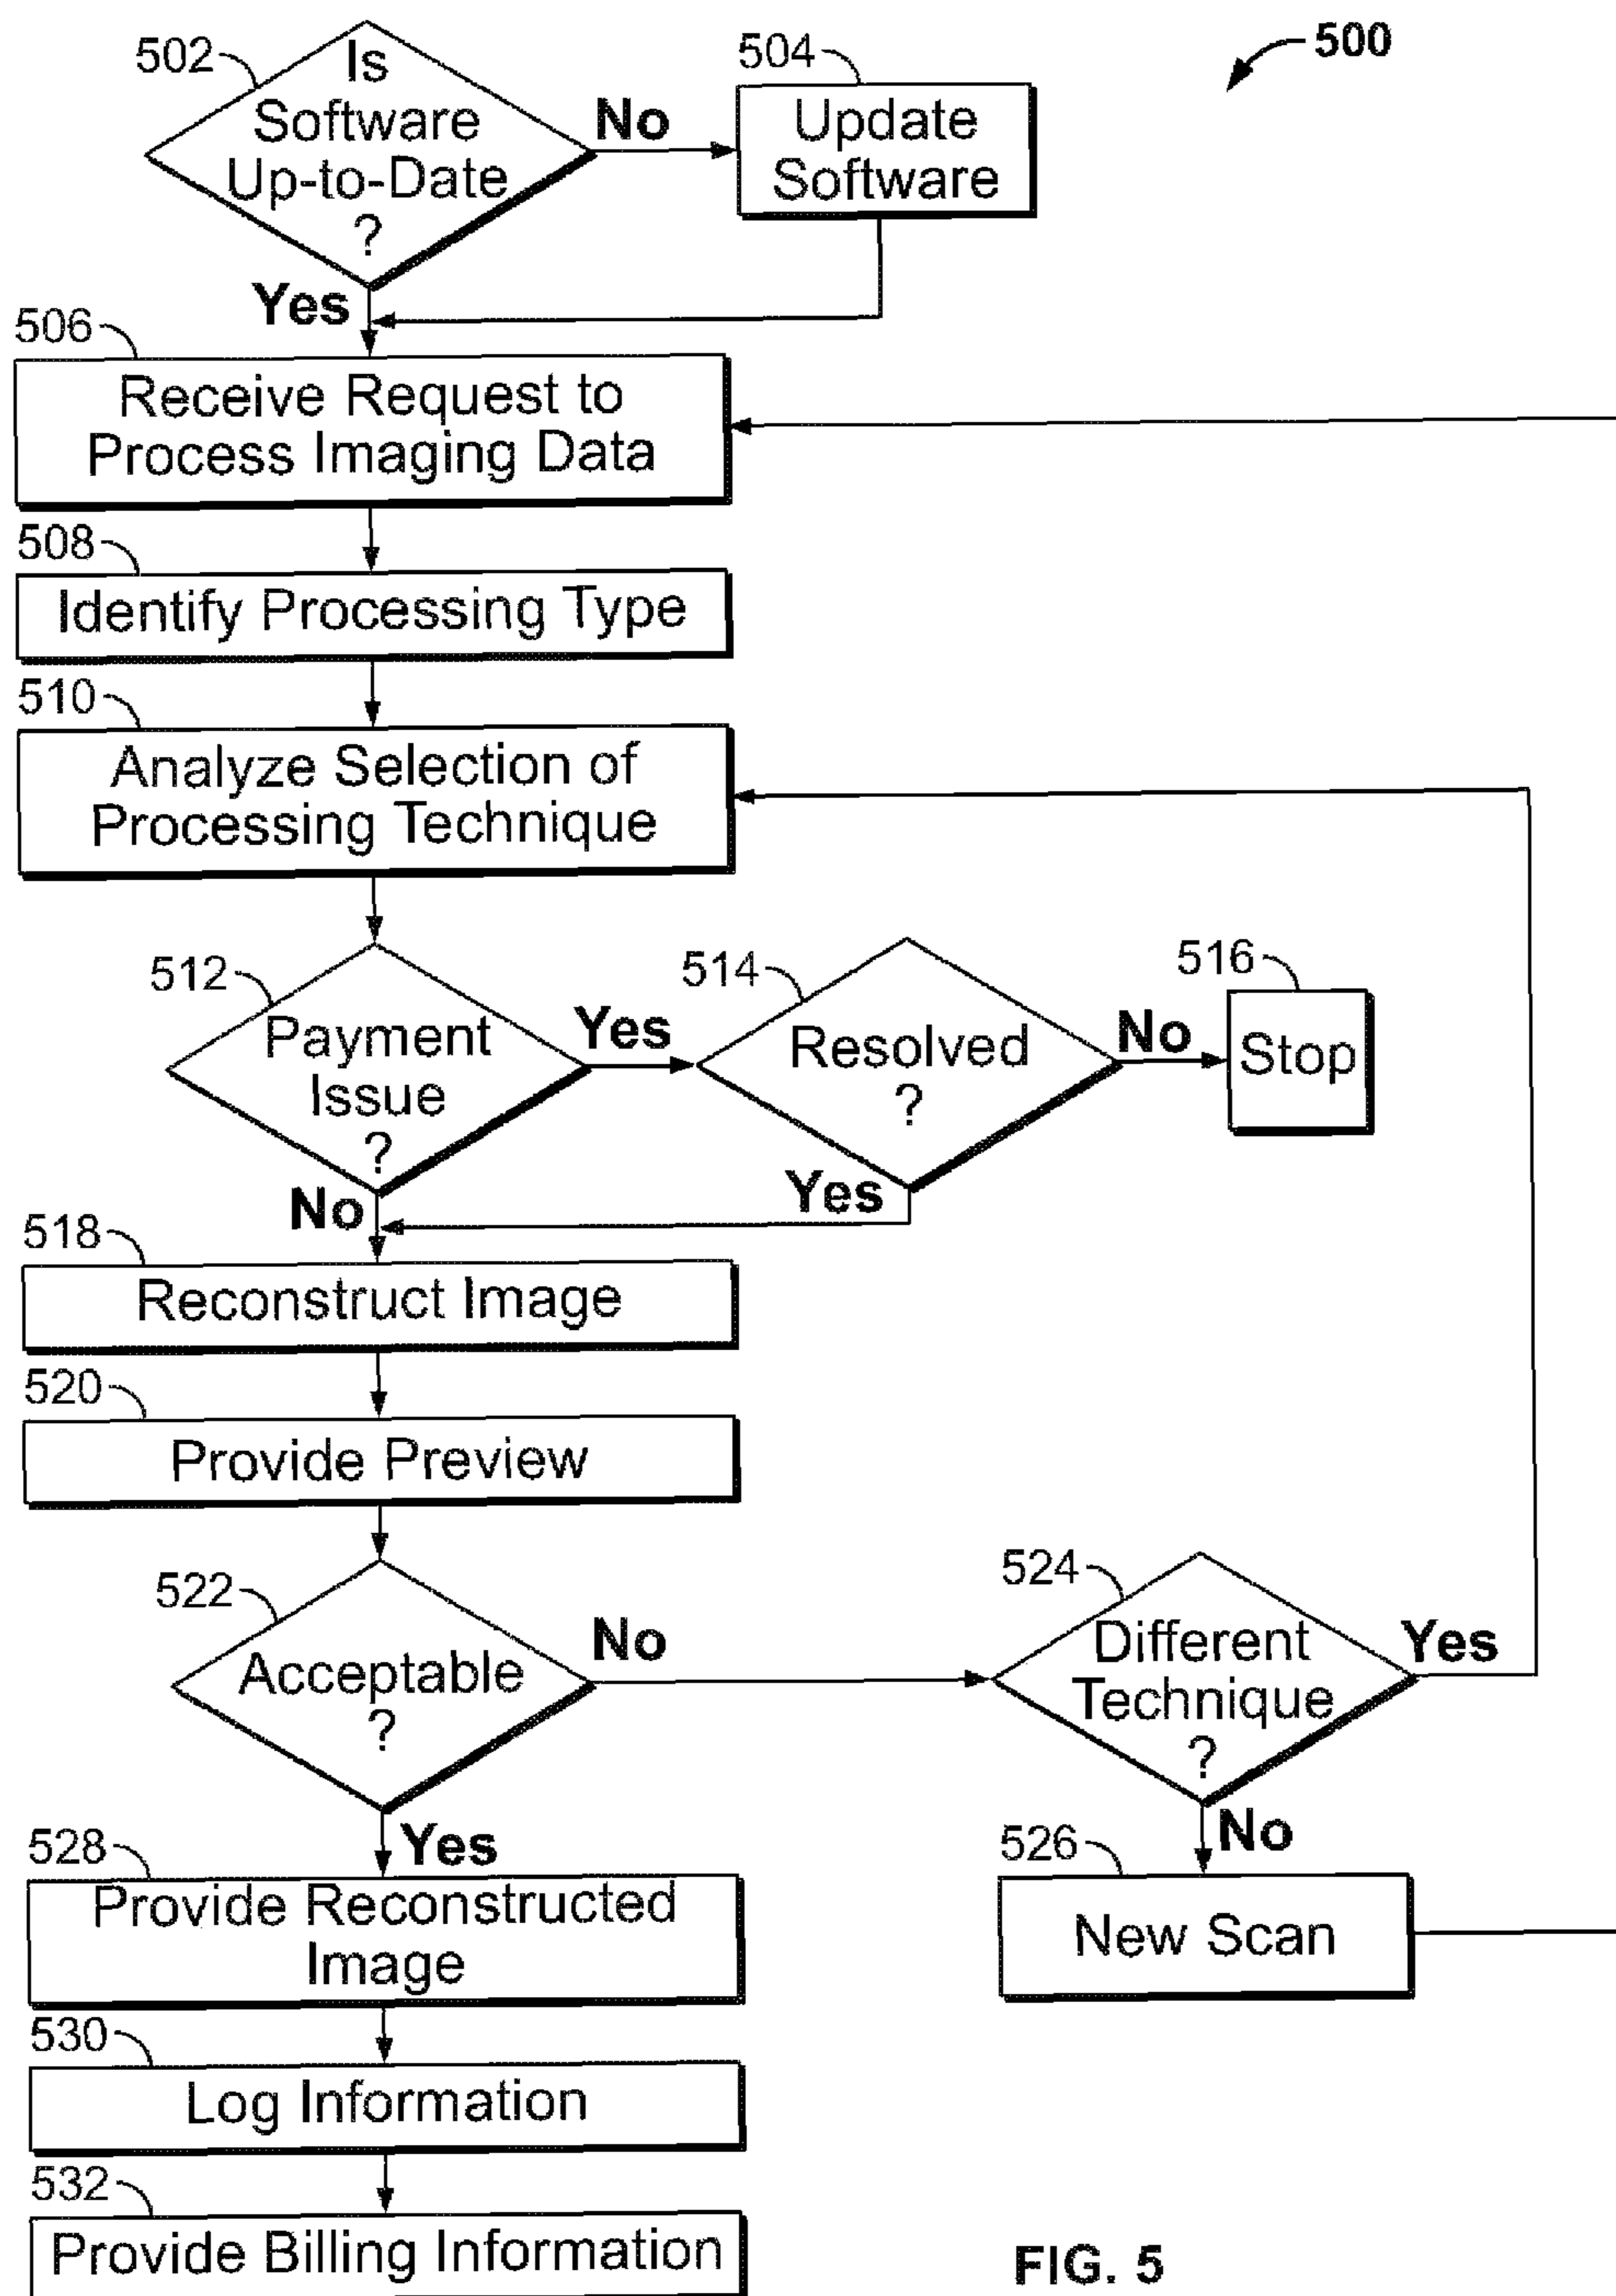 500
502
Is
Software
Up-to-Date
?
No
504
Update
Software
Yes
506
Receive Request to
Process Imaging Data
508
Identify Processing Type
510
Analyze Selection of
Processing Technique
512
Payment
Issue
?
Yes
514
Resolved
?
No
516
Stop
Yes
No
518
Reconstruct Image
520
Provide Preview
522
Acceptable
?
No
524
Different
Technique
?
Yes
No
526
New Scan
Yes
528
Provide Reconstructed
Image
530
Log Information
532
Provide Billing Information
FIG. 5